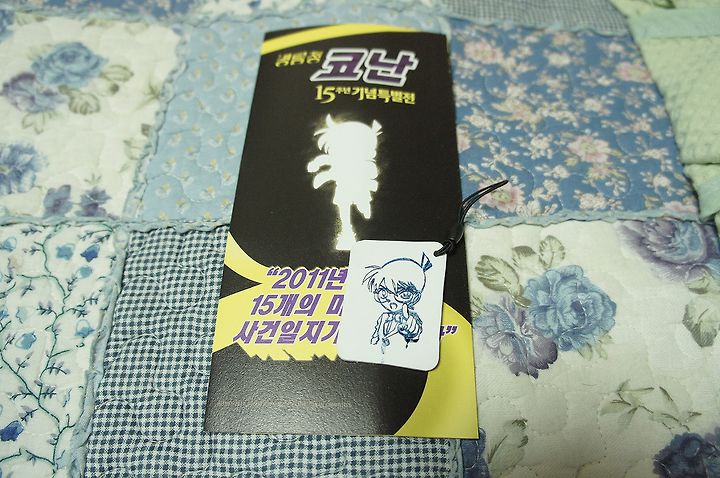 명탐정
코난
15주년 기념특별전
“2011년
15개의 미
사건일지가 ”